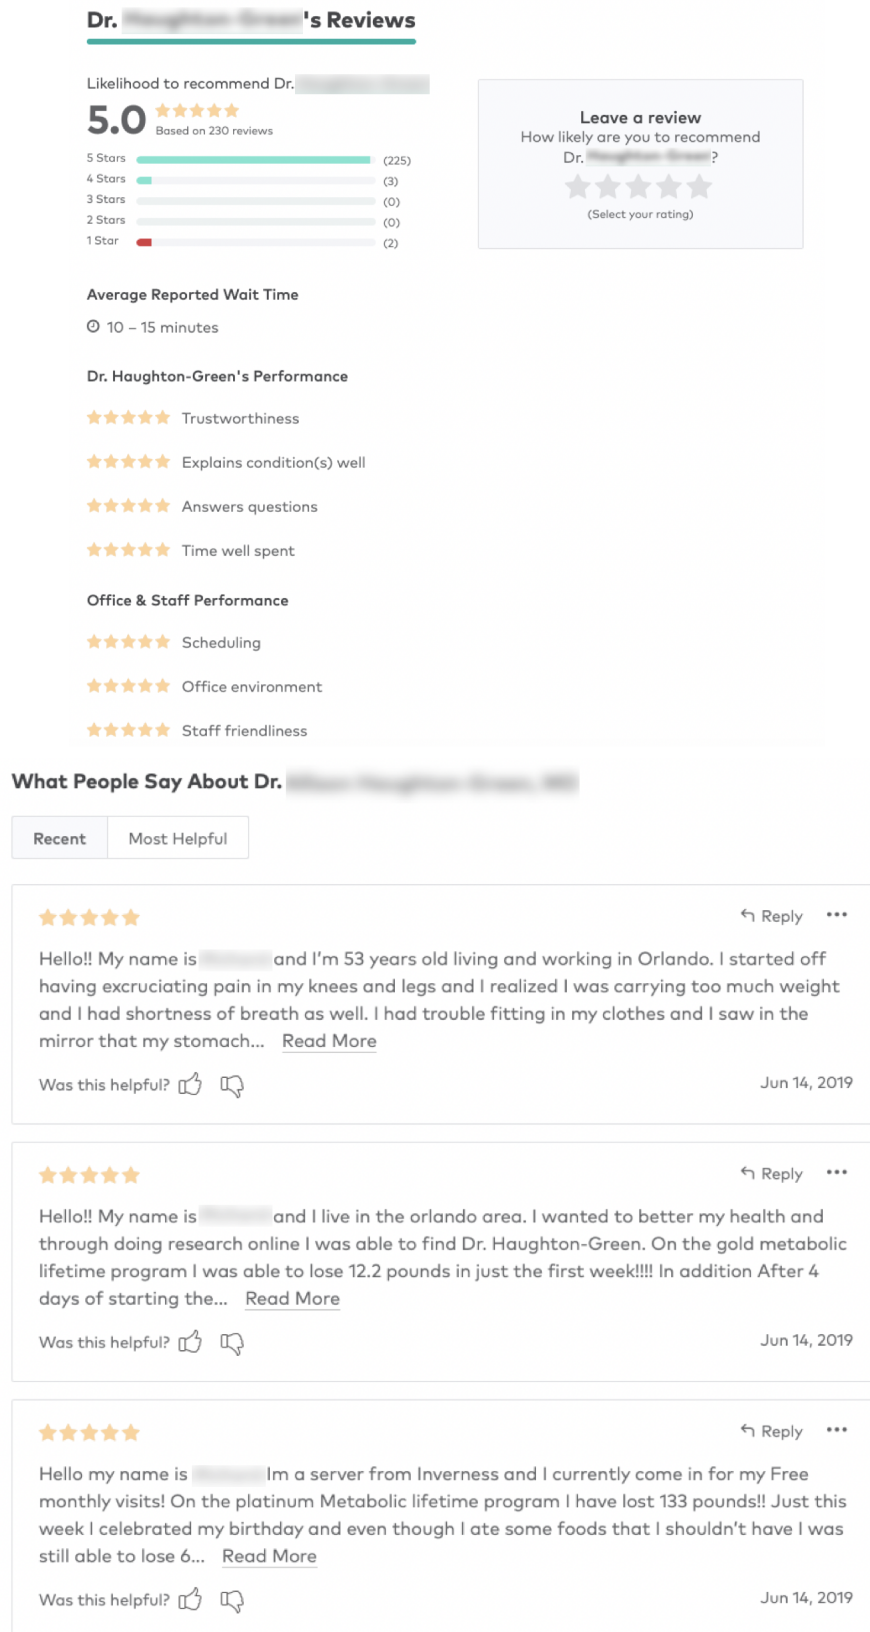 Dr. 's Reviews
Likelihood to recommend Dr.
5.0
Based on 230 reviews
5 Stars (225)
4 Stars (3)
3 Stars (0)
2 Stars (0)
1 Star (2)
Leave a review
How likely are you to recommend
Dr. ?
(Select your rating)
Average Reported Wait Time
10 – 15 minutes
Dr. Haughton-Green's Performance
Trustworthiness
Explains condition(s) well
Answers questions
Time well spent
Office & Staff Performance
Scheduling
Office environment
Staff friendliness
What People Say About Dr.
Recent Most Helpful
Reply •••
Hello!! My name is and I'm 53 years old living and working in Orlando. I started off
having excruciating pain in my knees and legs and I realized I was carrying too much weight
and I had shortness of breath as well. I had trouble fitting in my clothes and I saw in the
mirror that my stomach... Read More
Was this helpful? Jun 14, 2019
Reply •••
Hello!! My name is and I live in the orlando area. I wanted to better my health and
through doing research online I was able to find Dr. Haughton-Green. On the gold metabolic
lifetime program I was able to lose 12.2 pounds in just the first week!!!! In addition After 4
days of starting the... Read More
Was this helpful? Jun 14, 2019
Reply •••
Hello my name is Im a server from Inverness and I currently come in for my Free
monthly visits! On the platinum Metabolic lifetime program I have lost 133 pounds!! Just this
week I celebrated my birthday and even though I ate some foods that I shouldn't have I was
still able to lose 6... Read More
Was this helpful? Jun 14, 2019